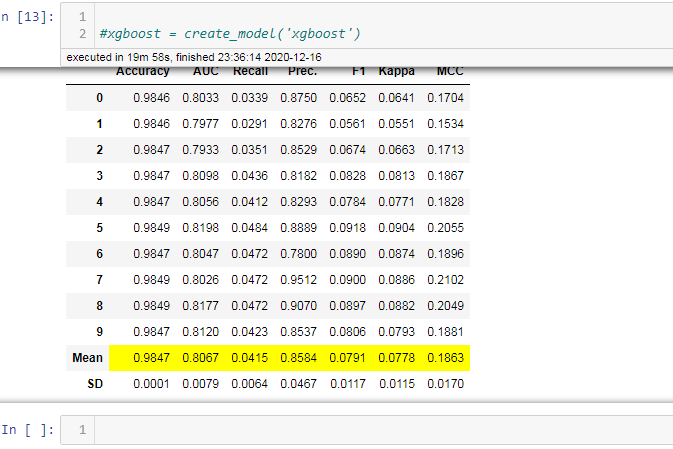 n [13]:
1
2 #xgboost = create_model('xgboost')
executed in 19m 58s, finished 23:36:14 2020-12-16
Accuracy AUC Recall Prec. F1 Kappa MCC
0 0.9846 0.8033 0.0339 0.8750 0.0652 0.0641 0.1704
1 0.9846 0.7977 0.0291 0.8276 0.0561 0.0551 0.1534
2 0.9847 0.7933 0.0351 0.8529 0.0674 0.0663 0.1713
3 0.9847 0.8098 0.0436 0.8182 0.0828 0.0813 0.1867
4 0.9847 0.8056 0.0412 0.8293 0.0784 0.0771 0.1828
5 0.9849 0.8198 0.0484 0.8889 0.0918 0.0904 0.2055
6 0.9847 0.8047 0.0472 0.7800 0.0890 0.0874 0.1896
7 0.9849 0.8026 0.0472 0.9512 0.0900 0.0886 0.2102
8 0.9849 0.8177 0.0472 0.9070 0.0897 0.0882 0.2049
9 0.9847 0.8120 0.0423 0.8537 0.0806 0.0793 0.1881
Mean 0.9847 0.8067 0.0415 0.8584 0.0791 0.0778 0.1863
SD 0.0001 0.0079 0.0064 0.0467 0.0117 0.0115 0.0170
In [ ]: 1